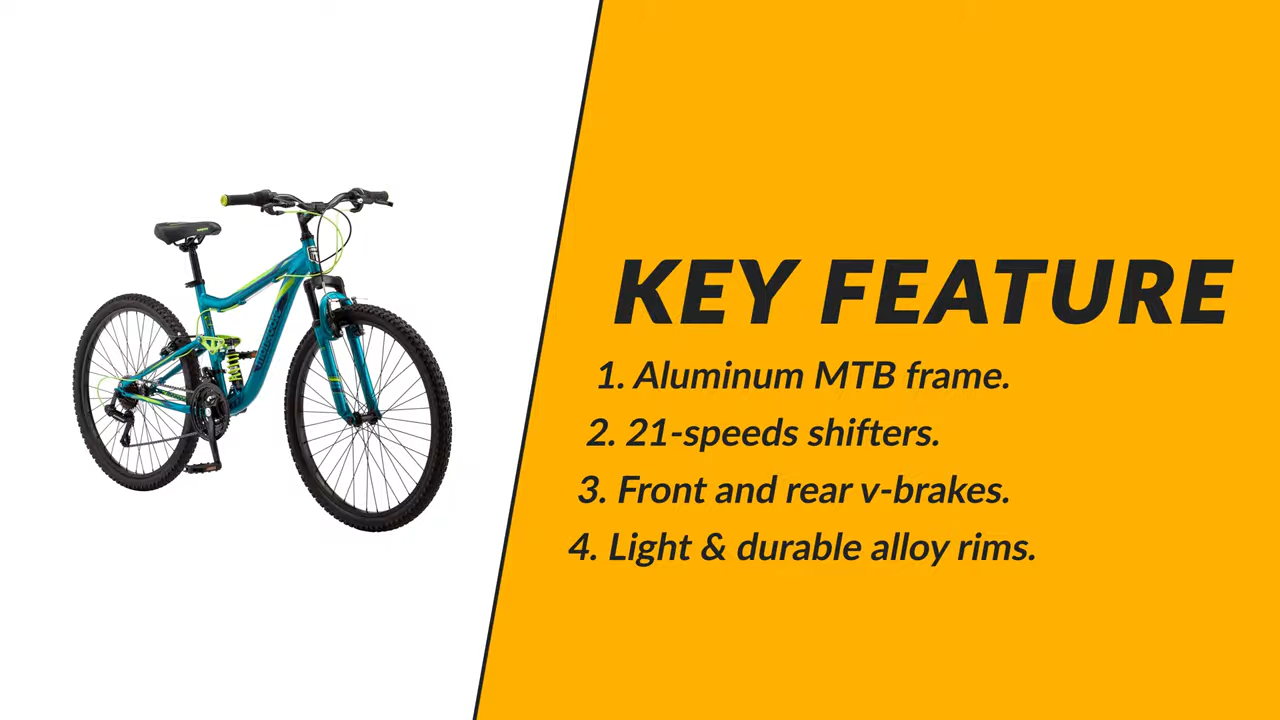 KEY FEATURE
1. Aluminum MTB frame.
2. 21-speeds shifters.
3. Front and rear v-brakes.
4. Light & durable alloy rims.